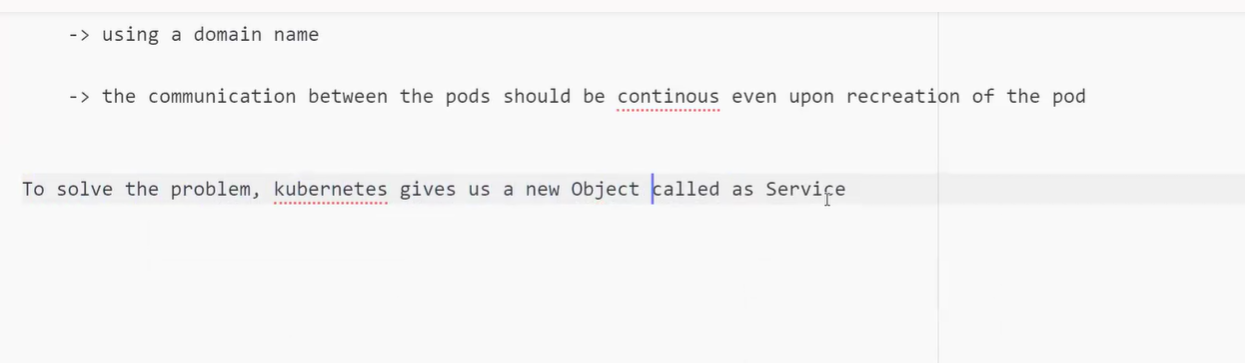 -> using a domain name
-> the communication between the pods should be continous even upon recreation of the pod
To solve the problem, kubernetes gives us a new Object called as Service